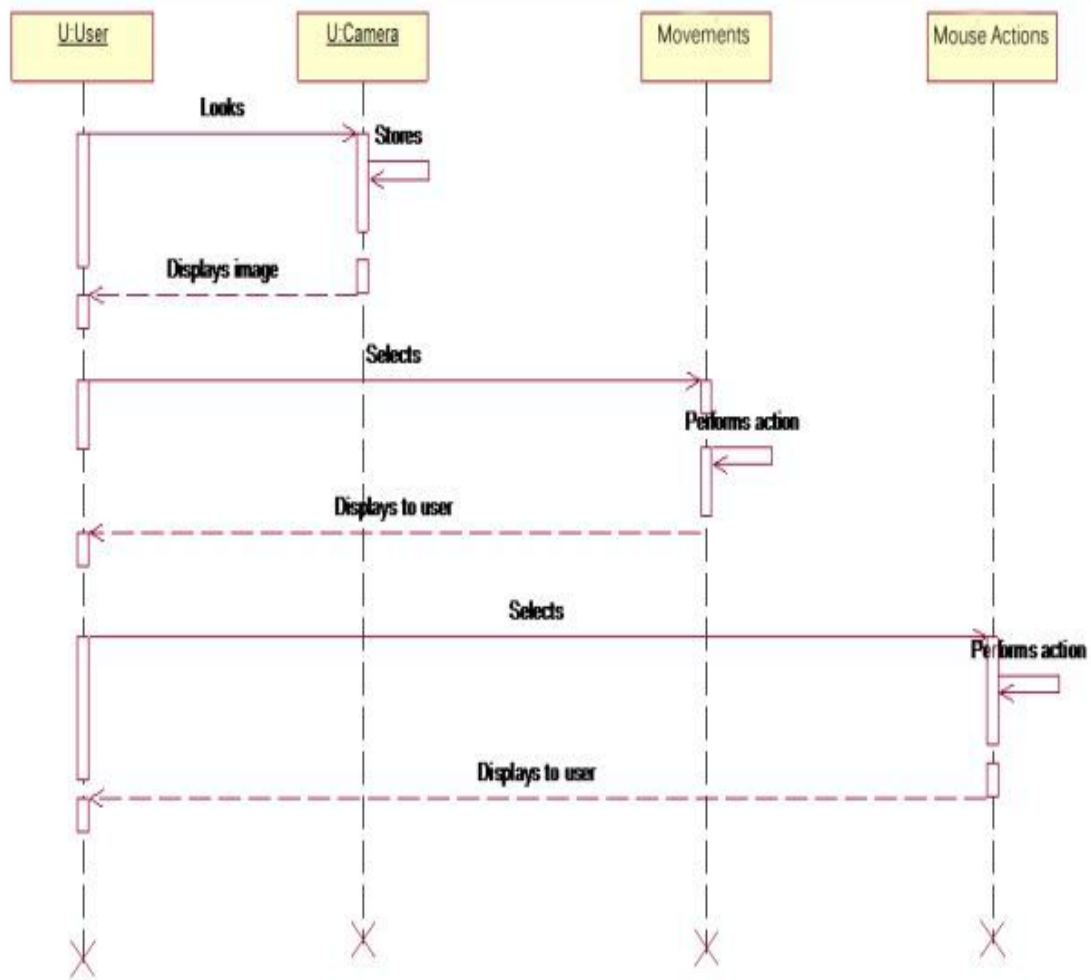 U:User
U:Camera
Movements
Mouse Actions
Looks
Stores
Displays image
Selects
Performs action
Displays to user
Selects
Performs action
Displays to user